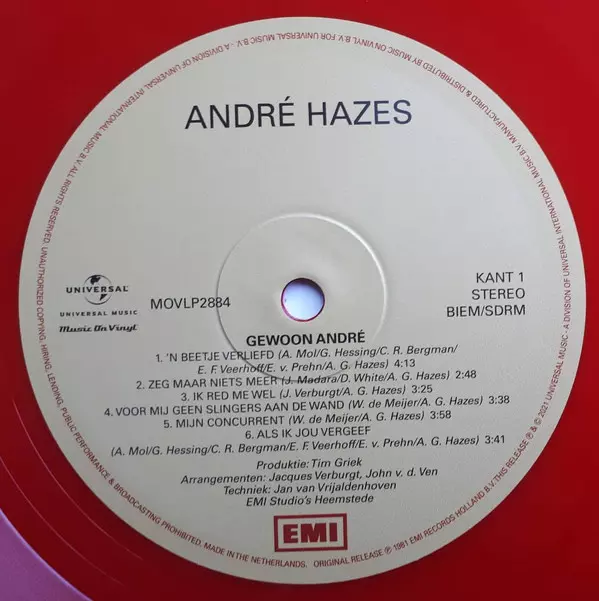 ANDRÉ HAZES
UNIVERSAL
UNIVERSAL MUSIC
Music On Vinyl
MOVLP2884
KANT 1
STEREO
BIEM/SDRM
GEWOON ANDRÉ
1. 'N BEETJE VERLIEFD (A. Mol/G. Hessing/C. R. Bergman/
E. F. Veerhoff/E. v. Prehn/A. G. Hazes) 4:13
2. ZEG MAAR NIETS MEER (J. Madara/D. White/A. G. Hazes) 2:48
3. IK RED ME WEL (J. Verburgt/A. G. Hazes) 3:25
4. VOOR MIJ GEEN SLINGERS AAN DE WAND (W. de Meijer/A. G. Hazes) 3:38
5. MIJN CONCURRENT (W. de Meijer/A. G. Hazes) 3:58
6. ALS IK JOU VERGEEF
(A. Mol/G. Hessing/C. R. Bergman/E. F. Veerhoff/E. v. Prehn/A. G. Hazes) 3:41
Produktie: Tim Griek
Arrangementen: Jacques Verburgt, John v. d. Ven
Techniek: Jan van Vrijaldenhoven
EMI Studio's Heemstede
EMI
ORIGINAL RELEASE ℗ 1981 EMI RECORDS HOLLAND B.V. THIS RELEASE ℗ & © 2021 UNIVERSAL MUSIC - A DIVISION OF UNIVERSAL INTERNATIONAL MUSIC B.V. MANUFACTURED & DISTRIBUTED BY MUSIC ON VINYL B.V. FOR UNIVERSAL MUSIC B.V. - A DIVISION OF UNIVERSAL INTERNATIONAL MUSIC B.V. ALL RIGHTS RESERVED. UNAUTHORIZED COPYING, HIRING, LENDING, PUBLIC PERFORMANCE & BROADCASTING PROHIBITED. MADE IN THE NETHERLANDS.